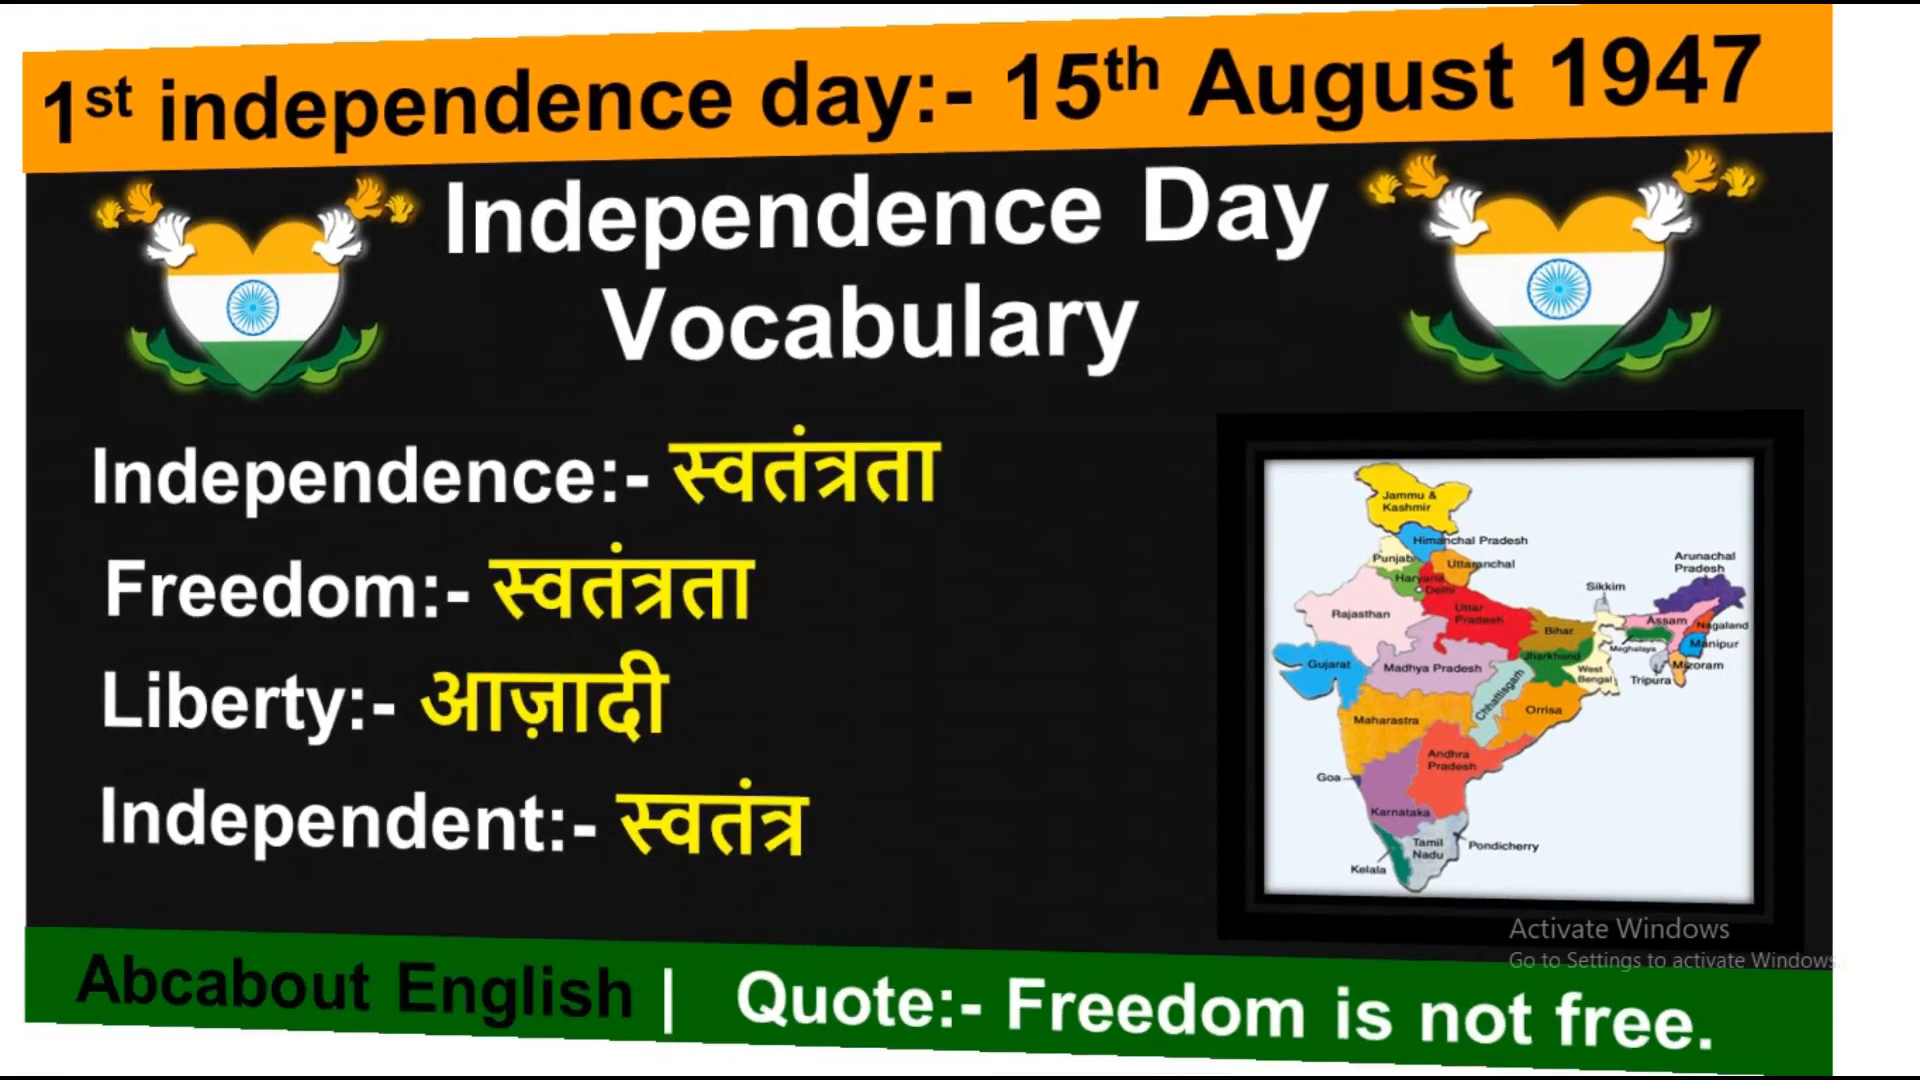 1st independence day:- 15th August 1947
Independence Day
Vocabulary
Independence:- स्वतंत्रता
Freedom:- स्वतंत्रता
Liberty:- आज़ादी
Independent:- स्वतंत्र
Jammu &
Kashmir
Himanchal Pradesh
Punjab
Uttaranchal
Haryana
Delhi
Arunachal
Pradesh
Sikkim
Rajasthan
Uttar
Pradesh
Bihar
Assam
Nagaland
Meghalaya
Manipur
Gujarat
Madhya Pradesh
Jharkhand
West
Bengal
Mizoram
Tripura
Chhattisgarh
Orrisa
Maharastra
Andhra
Pradesh
Goa
Karnataka
Tamil
Nadu
Pondicherry
Kelala
Activate Windows
Go to Settings to activate Windows.
Abcabout English | Quote:- Freedom is not free.